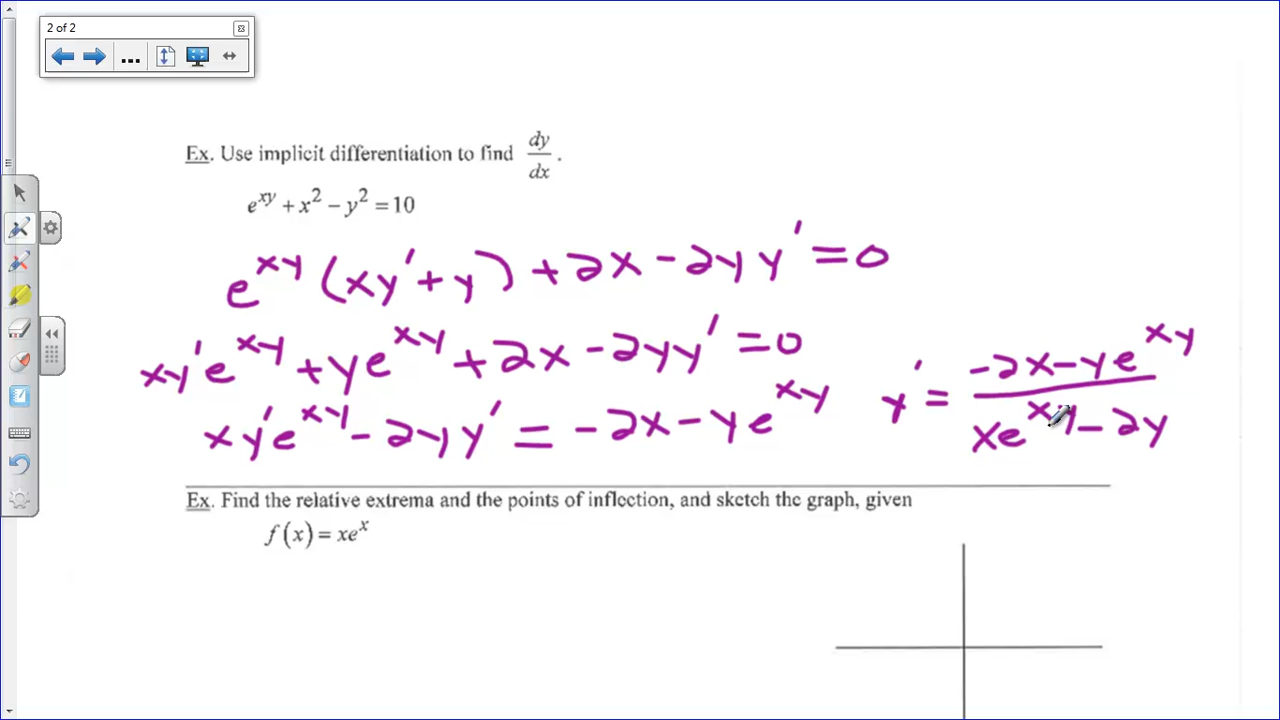 2 of 2
...
Ex. Use implicit differentiation to find dy/dx .
e^xy + x^2 − y^2 = 10
e^xy (xy' + y) + 2x − 2yy' = 0
xy'e^xy + ye^xy + 2x − 2yy' = 0
xy'e^xy − 2yy' = −2x − ye^xy
y' = (−2x − ye^xy)/(xe^xy − 2y)
Ex. Find the relative extrema and the points of inflection, and sketch the graph, given
f(x) = xe^x